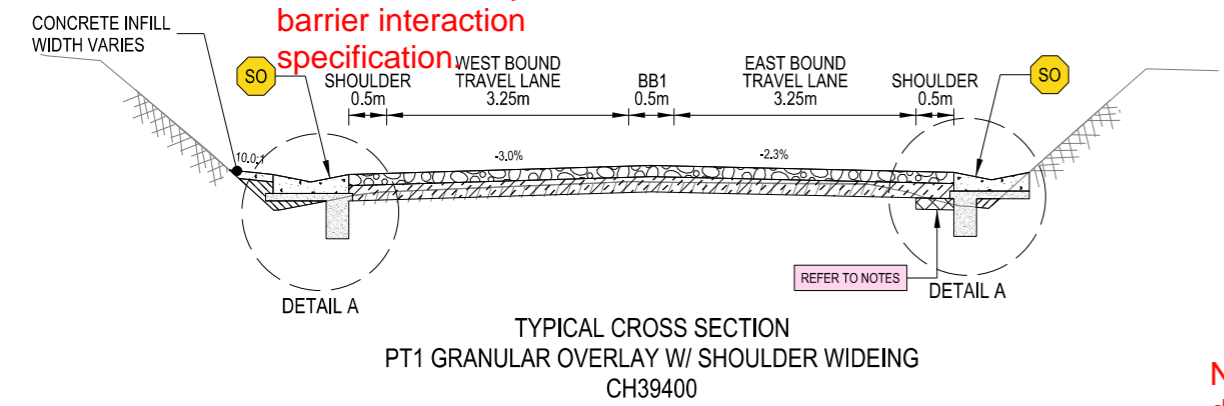 barrier interaction
specification.
CONCRETE INFILL
WIDTH VARIES
SO
SHOULDER
0.5m
WEST BOUND
TRAVEL LANE
3.25m
BB1
0.5m
EAST BOUND
TRAVEL LANE
3.25m
SHOULDER
0.5m
SO
10.0:1
-3.0%
-2.3%
REFER TO NOTES
DETAIL A
DETAIL A
TYPICAL CROSS SECTION
PT1 GRANULAR OVERLAY W/ SHOULDER WIDEING
CH39400